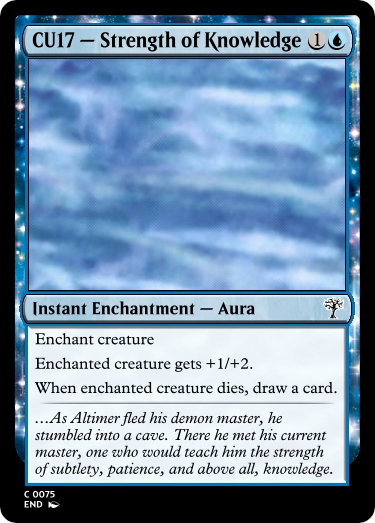 CU17 — Strength of Knowledge 1
Instant Enchantment — Aura
Enchant creature
Enchanted creature gets +1/+2.
When enchanted creature dies, draw a card.
…As Altimer fled his demon master, he
stumbled into a cave. There he met his current
master, one who would teach him the strength
of subtlety, patience, and above all, knowledge.
C 0075
END